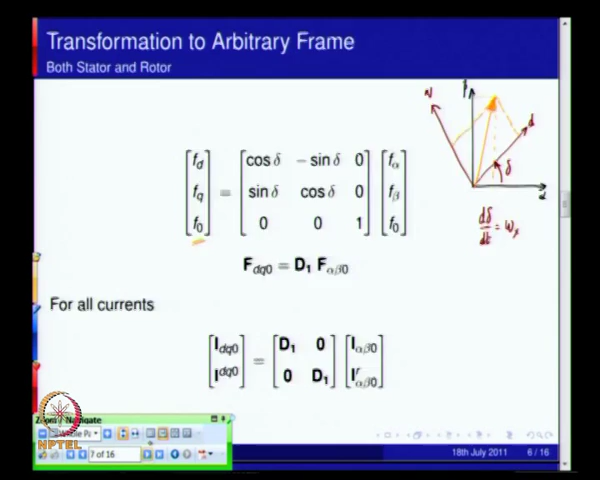 Transformation to Arbitrary Frame
Both Stator and Rotor
β
q
d
δ
α
dδ/dt = ωx
[fd] = [cos δ − sin δ 0] [fα]
[fq] [sin δ cos δ 0] [fβ]
[f0] [0 0 1] [f0]
Fdq0 = D1 Fαβ0
For all currents
[Idq0] = [D1 0] [Iαβ0]
[Idq0] [0 D1] [Irαβ0]
Navigate
7 of 16
NPTEL
18th July 2011 6 / 16